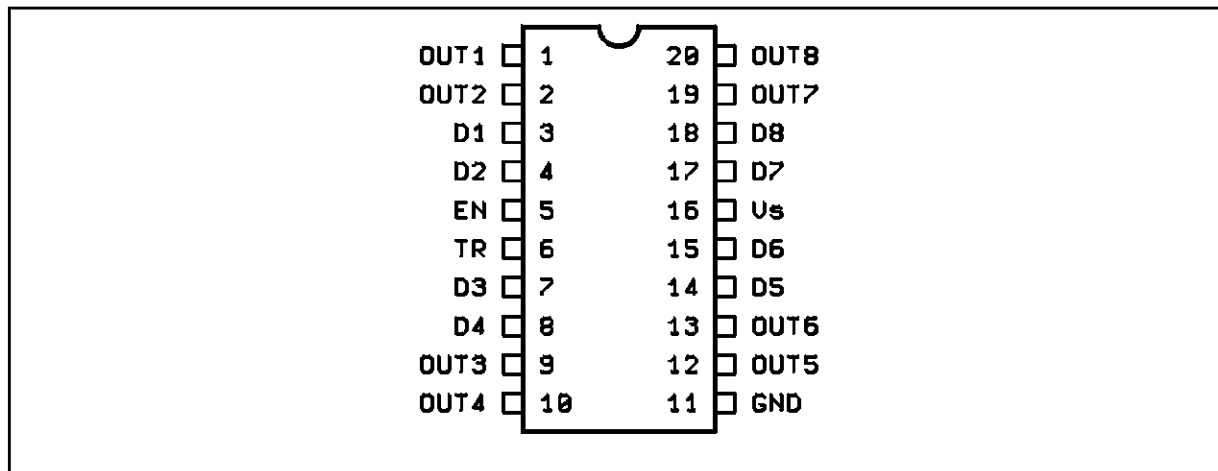 OUT1 1 20 OUT8
OUT2 2 19 OUT7
D1 3 18 D8
D2 4 17 D7
EN 5 16 Vs
TR 6 15 D6
D3 7 14 D5
D4 8 13 OUT6
OUT3 9 12 OUT5
OUT4 10 11 GND